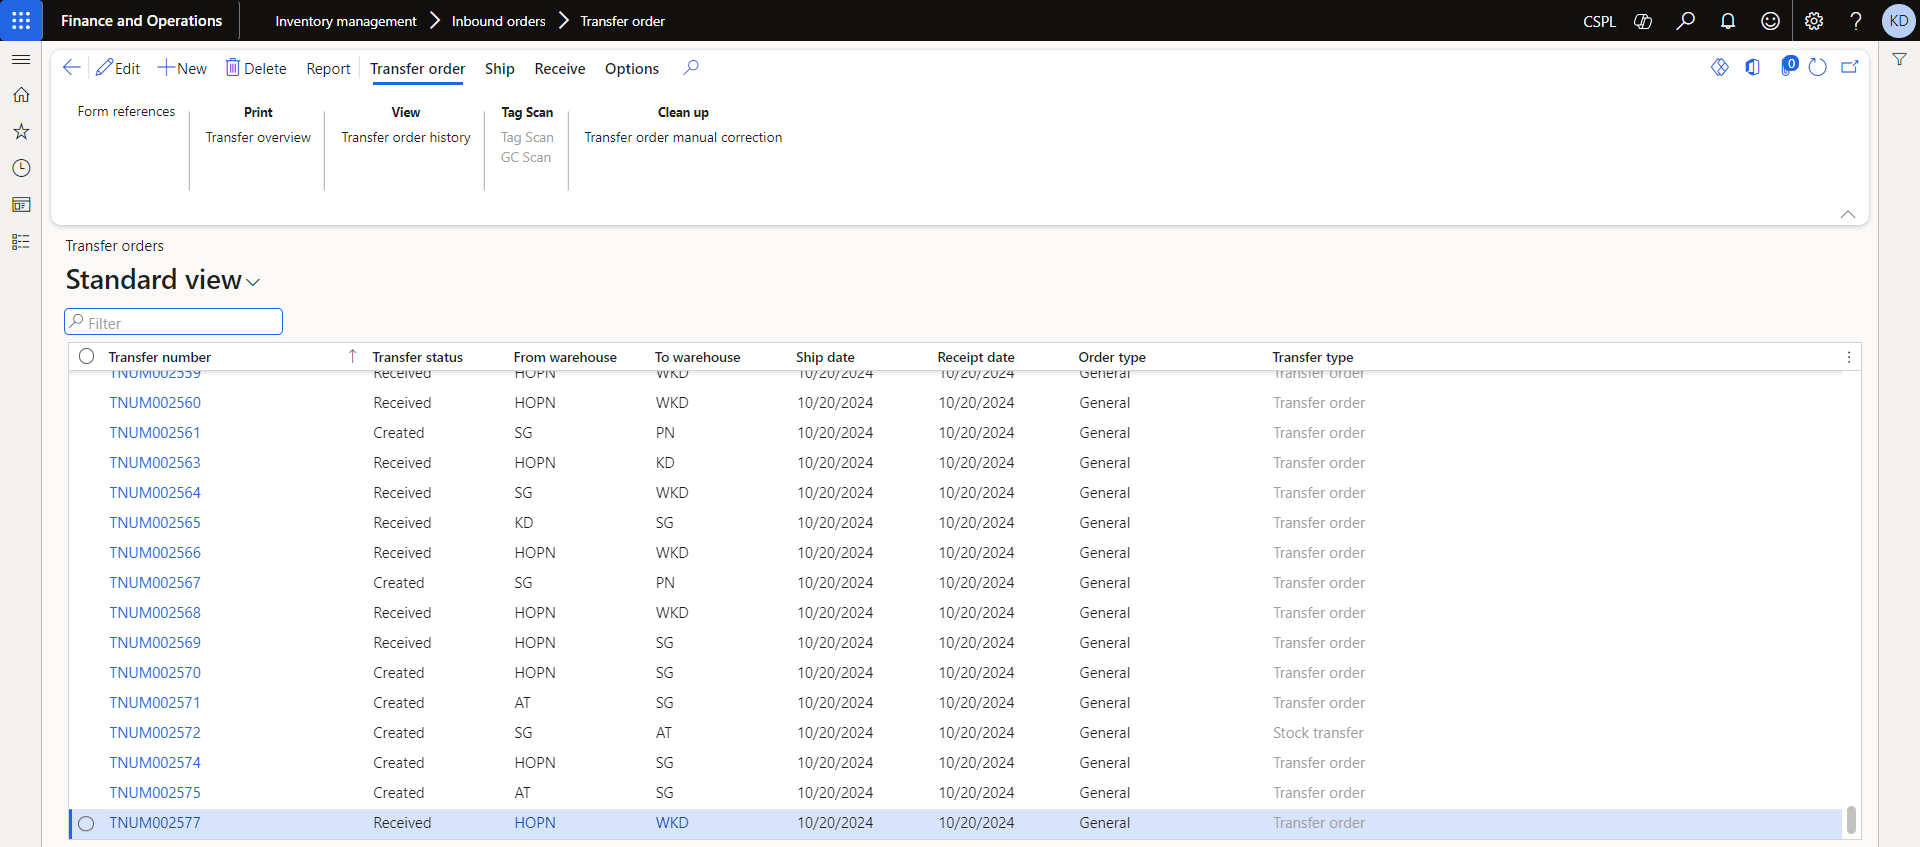 Finance and Operations Inventory management Inbound orders Transfer order CSPL KD
Edit New Delete Report Transfer order Ship Receive Options 0
Form references Print View Tag Scan Clean up
Transfer overview Transfer order history Tag Scan Transfer order manual correction
GC Scan
Transfer orders
Standard view
Filter
Transfer number Transfer status From warehouse To warehouse Ship date Receipt date Order type Transfer type
TNUM002559 Received HOPN WKD 10/20/2024 10/20/2024 General Transfer order
TNUM002560 Received HOPN WKD 10/20/2024 10/20/2024 General Transfer order
TNUM002561 Created SG PN 10/20/2024 10/20/2024 General Transfer order
TNUM002563 Received HOPN KD 10/20/2024 10/20/2024 General Transfer order
TNUM002564 Received SG WKD 10/20/2024 10/20/2024 General Transfer order
TNUM002565 Received KD SG 10/20/2024 10/20/2024 General Transfer order
TNUM002566 Received HOPN WKD 10/20/2024 10/20/2024 General Transfer order
TNUM002567 Created SG PN 10/20/2024 10/20/2024 General Transfer order
TNUM002568 Received HOPN WKD 10/20/2024 10/20/2024 General Transfer order
TNUM002569 Received HOPN SG 10/20/2024 10/20/2024 General Transfer order
TNUM002570 Created HOPN SG 10/20/2024 10/20/2024 General Transfer order
TNUM002571 Created AT SG 10/20/2024 10/20/2024 General Transfer order
TNUM002572 Created SG AT 10/20/2024 10/20/2024 General Stock transfer
TNUM002574 Created HOPN SG 10/20/2024 10/20/2024 General Transfer order
TNUM002575 Created AT SG 10/20/2024 10/20/2024 General Transfer order
TNUM002577 Received HOPN WKD 10/20/2024 10/20/2024 General Transfer order